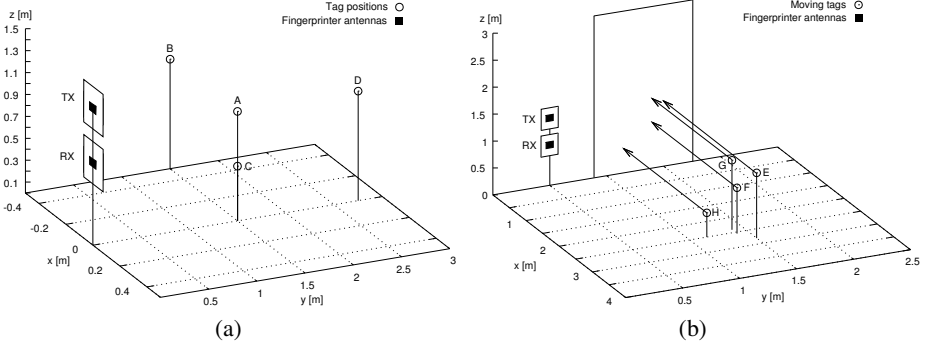 z [m]
Tag positions
Fingerprinter antennas
1.5
1.3
1.1
0.9
0.7
0.5
0.3
0.1
TX
RX
B
A
C
D
-0.4
-0.2
0
0.2
0.4
x [m]
0.5
1
1.5
2
2.5
3
y [m]
(a)
z [m]
Moving tags
Fingerprinter antennas
3
2.5
2
1.5
1
0.5
0
TX
RX
G
E
F
H
1
2
3
4
x [m]
0.5
1
1.5
2
2.5
y [m]
(b)